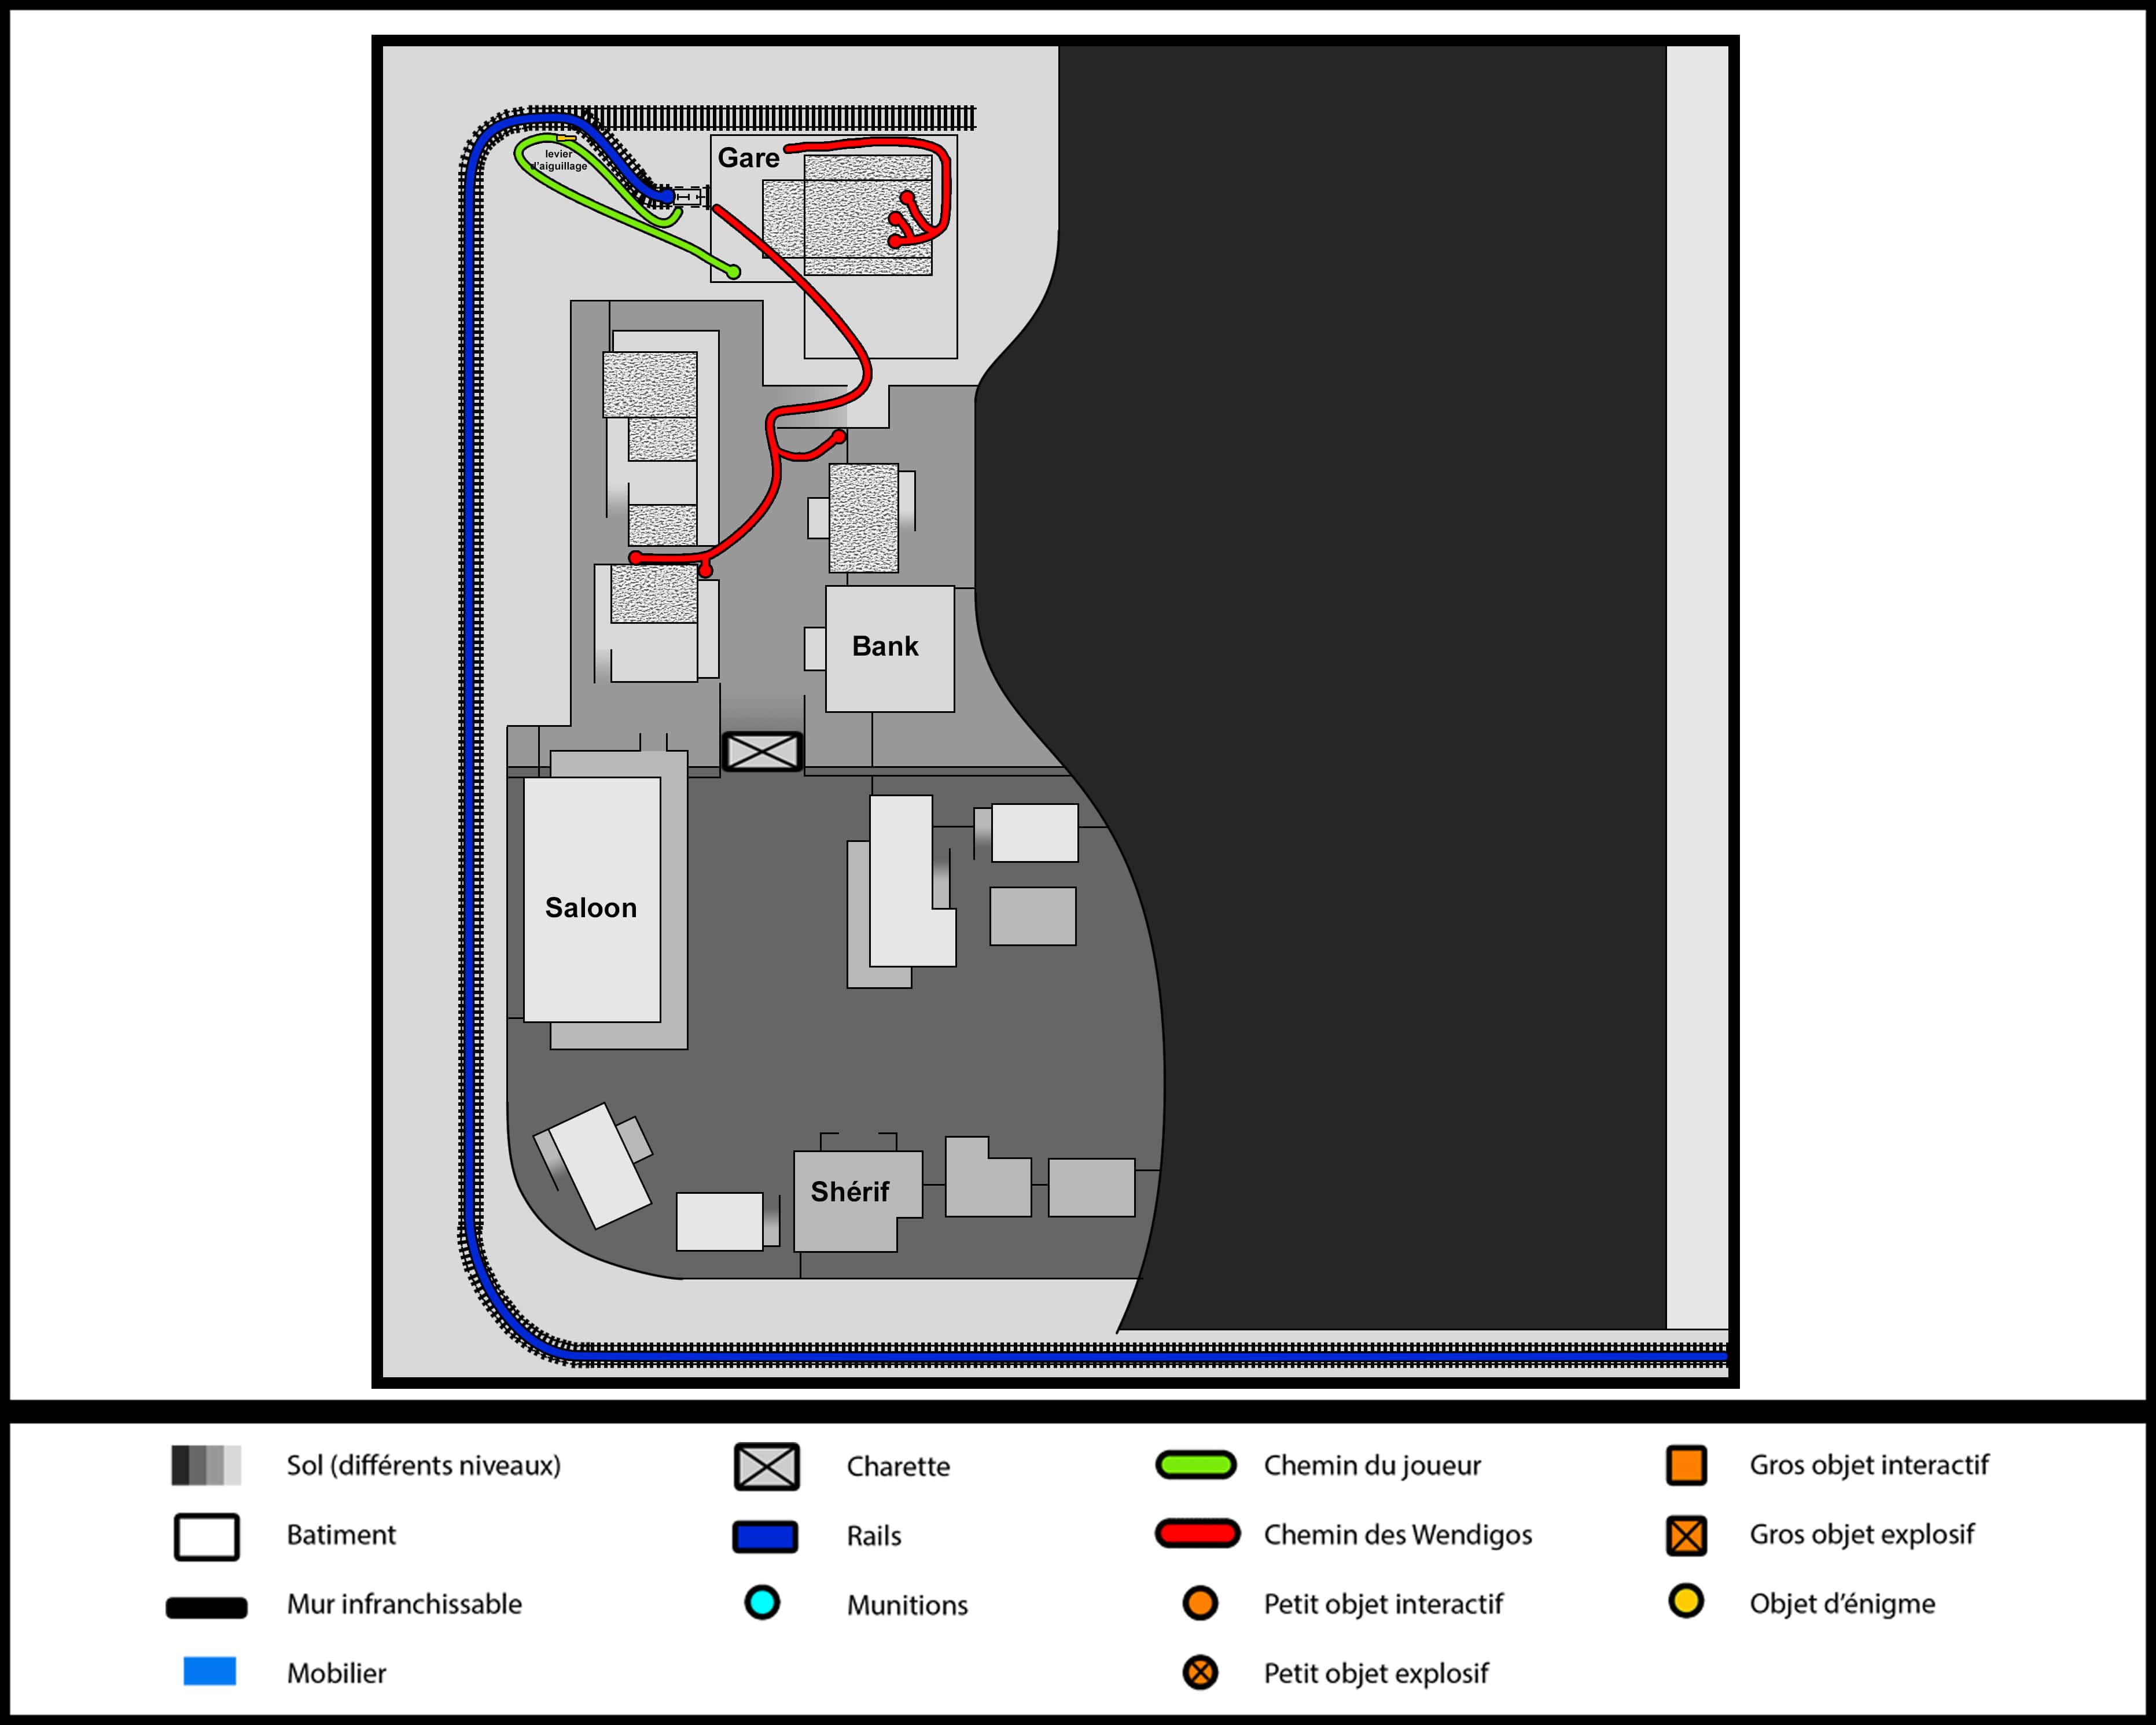 Gare
levier
d'aiguillage
Bank
Saloon
Shérif
Sol (différents niveaux)
Charette
Chemin du joueur
Gros objet interactif
Batiment
Rails
Chemin des Wendigos
Gros objet explosif
Mur infranchissable
Munitions
Petit objet interactif
Objet d'énigme
Mobilier
Petit objet explosif